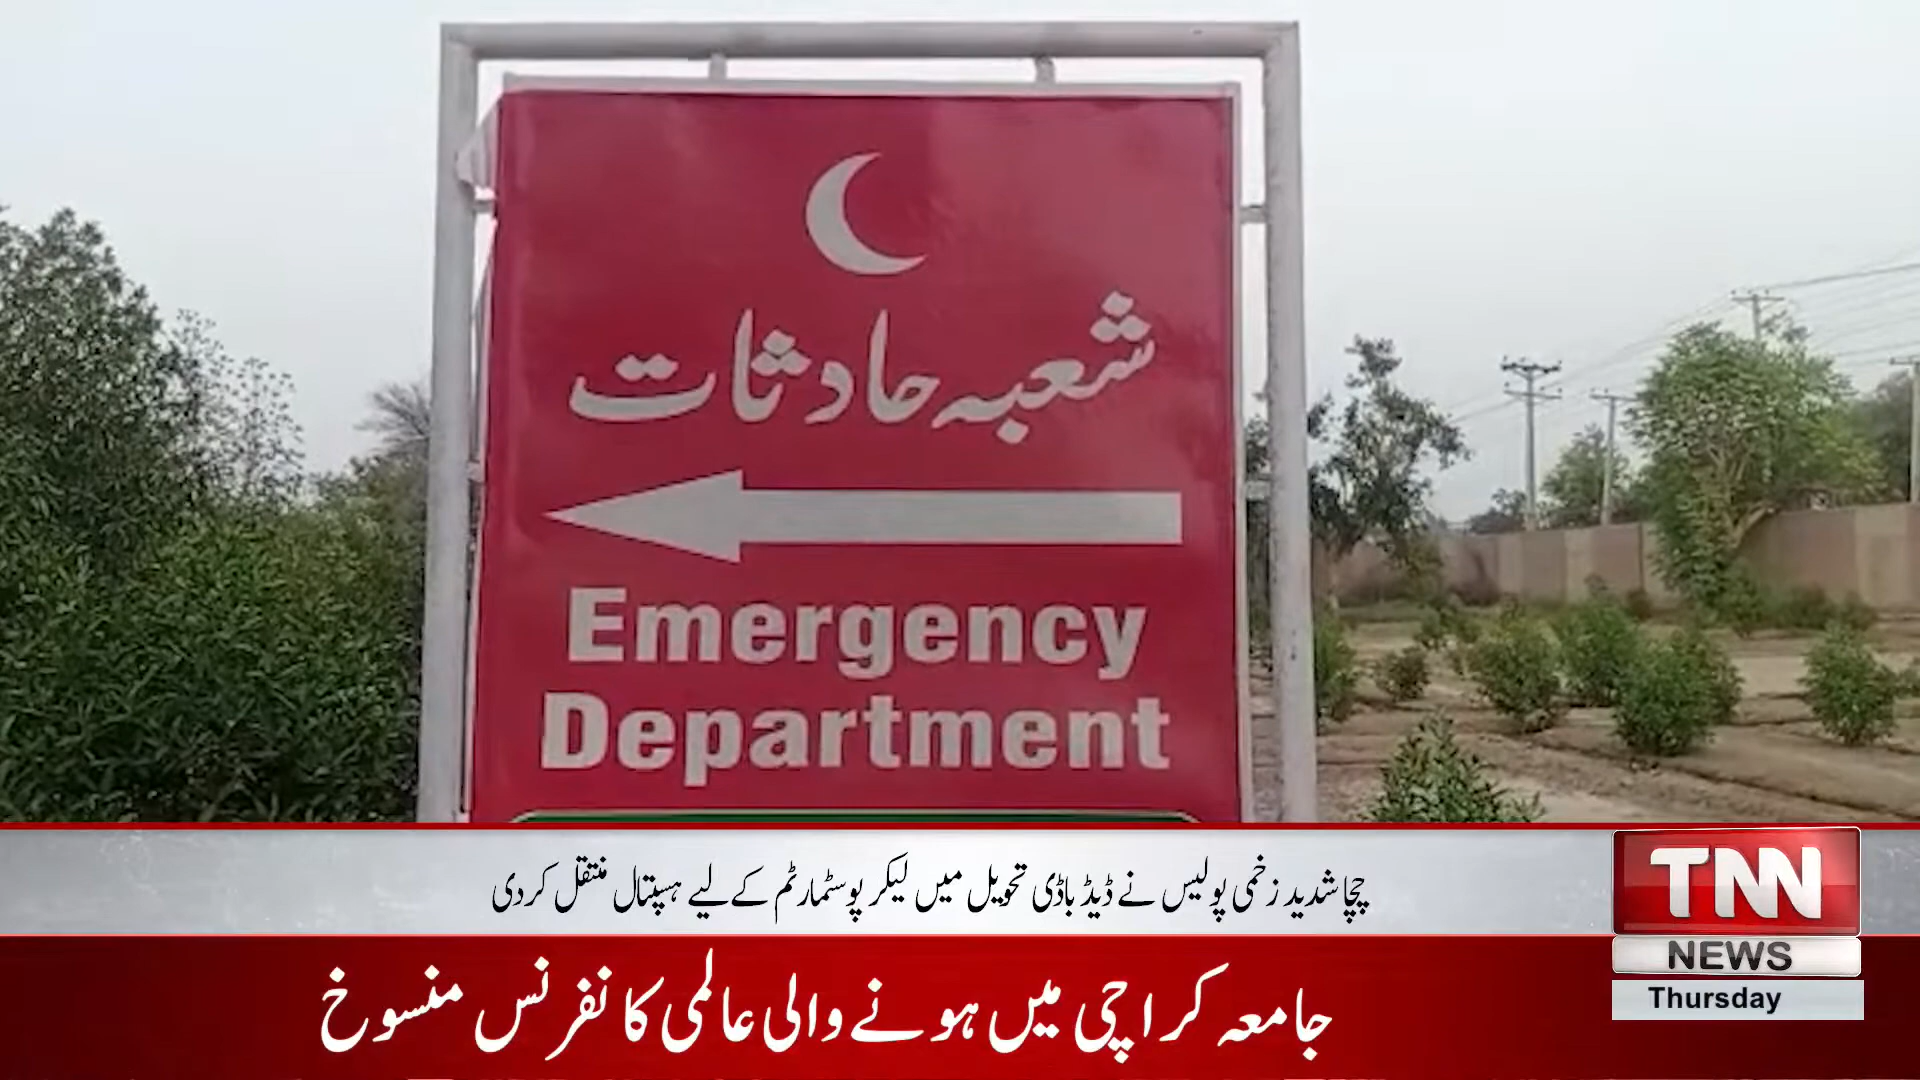 شعبہ حادثات
Emergency
Department
چچا شدید زخمی پولیس نے ڈیڈ باڈی تحویل میں لیکر پوسٹمارٹم کے لیے ہسپتال منتقل کردی
جامعہ کراچی میں ہونے والی عالمی کانفرنس منسوخ
TNN
NEWS
Thursday